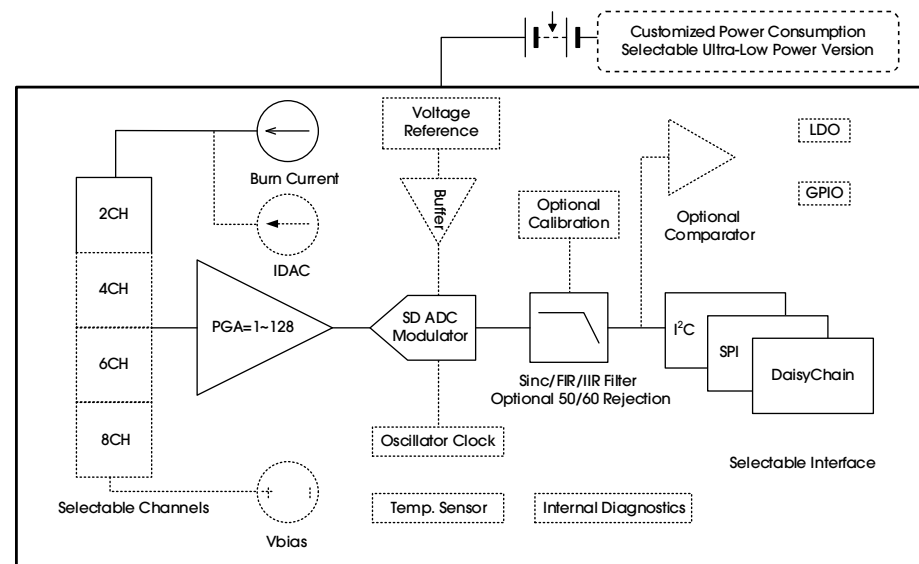 Customized Power Consumption
Selectable Ultra-Low Power Version
Voltage
Reference
LDO
Burn Current
Buffer
GPIO
2CH
Optional
Calibration
Optional
Comparator
IDAC
4CH
PGA=1~128
SD ADC
Modulator
I²C
SPI
6CH
DaisyChain
Sinc/FIR/IIR Filter
Optional 50/60 Rejection
8CH
Oscillator Clock
Selectable Interface
Selectable Channels
Temp. Sensor
Internal Diagnostics
Vbias